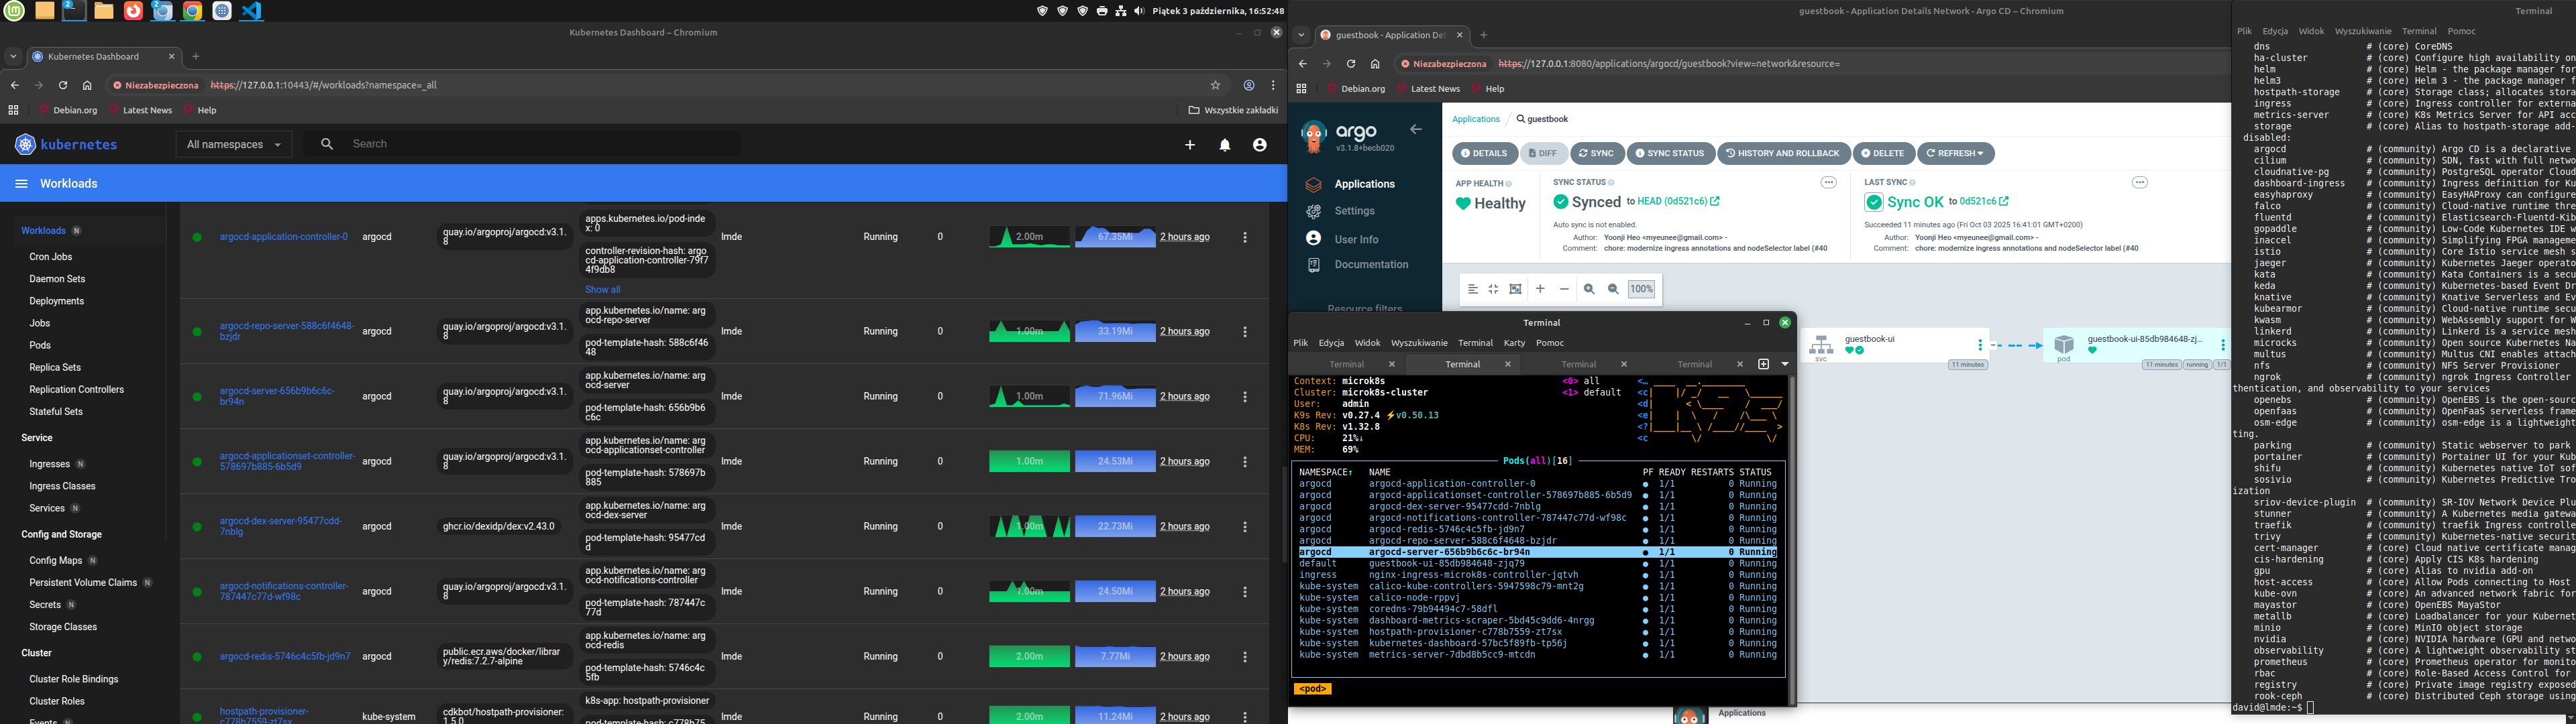 Piątek 3 października, 16:52:48
Kubernetes Dashboard – Chromium
Kubernetes Dashboard
Niezabezpieczona
https://127.0.0.1:10443/#/workloads?namespace=_all
Debian.org
Latest News
Help
Wszystkie zakładki
kubernetes
All namespaces
Search
Workloads
Workloads N
Cron Jobs
Daemon Sets
Deployments
Jobs
Pods
Replica Sets
Replication Controllers
Stateful Sets
Service
Ingresses N
Ingress Classes
Services N
Config and Storage
Config Maps N
Persistent Volume Claims N
Secrets N
Storage Classes
Cluster
Cluster Role Bindings
Cluster Roles
Events N
argocd-application-controller-0
argocd
quay.io/argoproj/argocd:v3.1.
8
apps.kubernetes.io/pod-inde
x: 0
controller-revision-hash: argo
cd-application-controller-79f7
4f9db8
Show all
lmde
Running
0
2.00m
67.35Mi
2 hours ago
argocd-repo-server-588c6f4648-
bzjdr
argocd
quay.io/argoproj/argocd:v3.1.
8
app.kubernetes.io/name: arg
ocd-repo-server
pod-template-hash: 588c6f46
48
lmde
Running
0
1.00m
33.19Mi
2 hours ago
argocd-server-656b9b6c6c-
br94n
argocd
quay.io/argoproj/argocd:v3.1.
8
app.kubernetes.io/name: arg
ocd-server
pod-template-hash: 656b9b6
c6c
lmde
Running
0
1.00m
71.96Mi
2 hours ago
argocd-applicationset-controller-
578697b885-6b5d9
argocd
quay.io/argoproj/argocd:v3.1.
8
app.kubernetes.io/name: arg
ocd-applicationset-controller
pod-template-hash: 578697b
885
lmde
Running
0
1.00m
24.53Mi
2 hours ago
argocd-dex-server-95477cdd-
7nblg
argocd
ghcr.io/dexidp/dex:v2.43.0
app.kubernetes.io/name: arg
ocd-dex-server
pod-template-hash: 95477cd
d
lmde
Running
0
1.00m
22.73Mi
2 hours ago
argocd-notifications-controller-
787447c77d-wf98c
argocd
quay.io/argoproj/argocd:v3.1.
8
app.kubernetes.io/name: arg
ocd-notifications-controller
pod-template-hash: 787447c
77d
lmde
Running
0
1.00m
24.50Mi
2 hours ago
argocd-redis-5746c4c5fb-jd9n7
argocd
public.ecr.aws/docker/librar
y/redis:7.2.7-alpine
app.kubernetes.io/name: arg
ocd-redis
pod-template-hash: 5746c4c
5fb
lmde
Running
0
2.00m
7.77Mi
2 hours ago
hostpath-provisioner-
c778b7559-zt7sx
kube-system
cdkbot/hostpath-provisioner:
1.5.0
k8s-app: hostpath-provisioner
pod-template-hash: c778b75
lmde
Running
0
2.00m
11.24Mi
2 hours ago
guestbook - Application Details Network - Argo CD – Chromium
guestbook - Application Det
Niezabezpieczona
https://127.0.0.1:8080/applications/argocd/guestbook?view=network&resource=
Debian.org
Latest News
Help
argo
v3.1.8+becb020
Applications
Settings
User Info
Documentation
Resource filters
Applications / guestbook
DETAILS
DIFF
SYNC
SYNC STATUS
HISTORY AND ROLLBACK
DELETE
REFRESH
APP HEALTH
Healthy
SYNC STATUS
Synced to HEAD (0d521c6)
Auto sync is not enabled.
Author: Yoonji Heo <myeunee@gmail.com> -
Comment: chore: modernize ingress annotations and nodeSelector label (#40
LAST SYNC
Sync OK to 0d521c6
Succeeded 11 minutes ago (Fri Oct 03 2025 16:41:01 GMT+0200)
Author: Yoonji Heo <myeunee@gmail.com> -
Comment: chore: modernize ingress annotations and nodeSelector label (#40
100%
svc
guestbook-ui
11 minutes
pod
guestbook-ui-85db984648-zj...
11 minutes
running
1/1
Applications
Terminal
Plik Edycja Widok Wyszukiwanie Terminal Karty Pomoc
Terminal
Terminal
Terminal
Terminal
Context: microk8s <0> all
Cluster: microk8s-cluster <1> default
User: admin
K9s Rev: v0.27.4 ⚡v0.50.13
K8s Rev: v1.32.8
CPU: 21%↓
MEM: 69%
Pods(all)[16]
NAMESPACE↑ NAME PF READY RESTARTS STATUS
argocd argocd-application-controller-0 ● 1/1 0 Running
argocd argocd-applicationset-controller-578697b885-6b5d9 ● 1/1 0 Running
argocd argocd-dex-server-95477cdd-7nblg ● 1/1 0 Running
argocd argocd-notifications-controller-787447c77d-wf98c ● 1/1 0 Running
argocd argocd-redis-5746c4c5fb-jd9n7 ● 1/1 0 Running
argocd argocd-repo-server-588c6f4648-bzjdr ● 1/1 0 Running
argocd argocd-server-656b9b6c6c-br94n ● 1/1 0 Running
default guestbook-ui-85db984648-zjq79 ● 1/1 0 Running
ingress nginx-ingress-microk8s-controller-jqtvh ● 1/1 0 Running
kube-system calico-kube-controllers-5947598c79-mnt2g ● 1/1 0 Running
kube-system calico-node-rppvj ● 1/1 0 Running
kube-system coredns-79b94494c7-58dfl ● 1/1 0 Running
kube-system dashboard-metrics-scraper-5bd45c9dd6-4nrgg ● 1/1 0 Running
kube-system hostpath-provisioner-c778b7559-zt7sx ● 1/1 0 Running
kube-system kubernetes-dashboard-57bc5f89fb-tp56j ● 1/1 0 Running
kube-system metrics-server-7dbd8b5cc9-mtcdn ● 1/1 0 Running
<pod>
Terminal
Plik Edycja Widok Wyszukiwanie Terminal Pomoc
dns # (core) CoreDNS
ha-cluster # (core) Configure high availability on
helm # (core) Helm - the package manager for
helm3 # (core) Helm 3 - the package manager f
hostpath-storage # (core) Storage class; allocates stora
ingress # (core) Ingress controller for externa
metrics-server # (core) K8s Metrics Server for API acc
storage # (core) Alias to hostpath-storage add-
disabled:
argocd # (community) Argo CD is a declarative
cilium # (community) SDN, fast with full netwo
cloudnative-pg # (community) PostgreSQL operator Cloud
dashboard-ingress # (community) Ingress definition for Ku
easyhaproxy # (community) EasyHAProxy can configure
falco # (community) Cloud-native runtime thre
fluentd # (community) Elasticsearch-Fluentd-Kib
gopaddle # (community) Low-Code Kubernetes IDE w
inaccel # (community) Simplifying FPGA manageme
istio # (community) Core Istio service mesh s
jaeger # (community) Kubernetes Jaeger operato
kata # (community) Kata Containers is a secu
keda # (community) Kubernetes-based Event Dr
knative # (community) Knative Serverless and Ev
kubearmor # (community) Cloud-native runtime secu
kwasm # (community) WebAssembly support for W
linkerd # (community) Linkerd is a service mesh
microcks # (community) Open source Kubernetes Na
multus # (community) Multus CNI enables attach
nfs # (community) NFS Server Provisioner
ngrok # (community) ngrok Ingress Controller
thentication, and observability to your services
openebs # (community) OpenEBS is the open-sourc
openfaas # (community) OpenFaaS serverless frame
osm-edge # (community) osm-edge is a lightweight
ting.
parking # (community) Static webserver to park
portainer # (community) Portainer UI for your Kub
shifu # (community) Kubernetes native IoT sof
sosivio # (community) Kubernetes Predictive Tro
ization
sriov-device-plugin # (community) SR-IOV Network Device Plu
stunner # (community) A Kubernetes media gatewa
traefik # (community) traefik Ingress controlle
trivy # (community) Kubernetes-native securit
cert-manager # (core) Cloud native certificate manag
cis-hardening # (core) Apply CIS K8s hardening
gpu # (core) Alias to nvidia add-on
host-access # (core) Allow Pods connecting to Host
kube-ovn # (core) An advanced network fabric for
mayastor # (core) OpenEBS MayaStor
metallb # (core) Loadbalancer for your Kubernet
minio # (core) MinIO object storage
nvidia # (core) NVIDIA hardware (GPU and networ
observability # (core) A lightweight observability st
prometheus # (core) Prometheus operator for monito
rbac # (core) Role-Based Access Control for
registry # (core) Private image registry exposed
rook-ceph # (core) Distributed Ceph storage using
david@lmde:~$